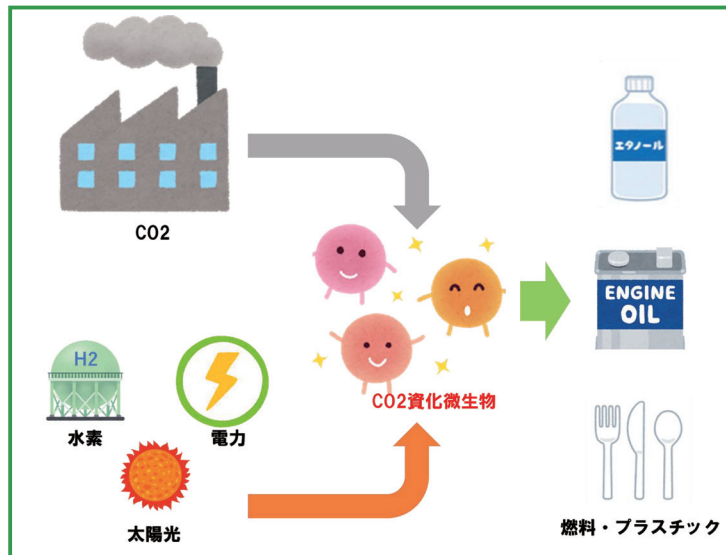 CO2
エタノール
ENGINE
OIL
H2
水素
電力
太陽光
CO2資化微生物
燃料・プラスチック